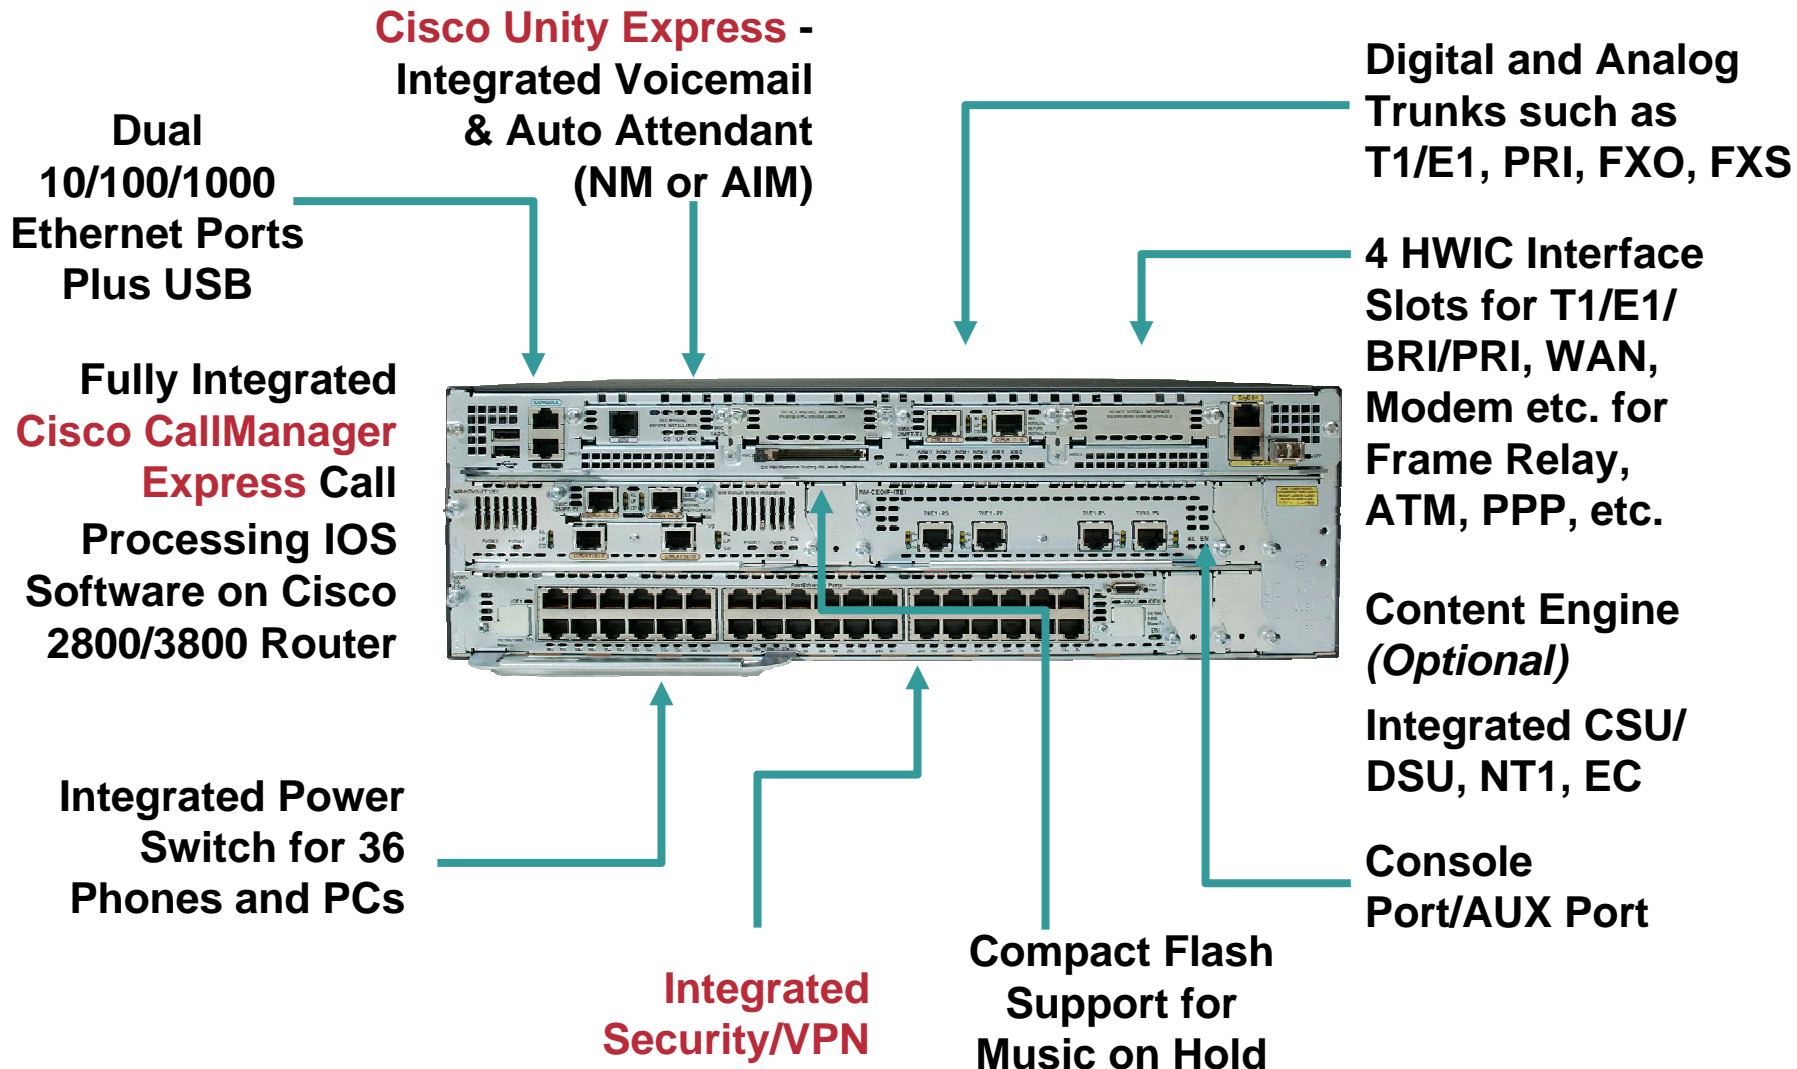 Cisco Unity Express -
Integrated Voicemail
& Auto Attendant
(NM or AIM)
Digital and Analog
Trunks such as
T1/E1, PRI, FXO, FXS
Dual
10/100/1000
Ethernet Ports
Plus USB
4 HWIC Interface
Slots for T1/E1/
BRI/PRI, WAN,
Modem etc. for
Frame Relay,
ATM, PPP, etc.
Fully Integrated
Cisco CallManager
Express Call
Processing IOS
Software on Cisco
2800/3800 Router
Content Engine
(Optional)
Integrated CSU/
DSU, NT1, EC
Integrated Power
Switch for 36
Phones and PCs
Console
Port/AUX Port
Integrated
Security/VPN
Compact Flash
Support for
Music on Hold